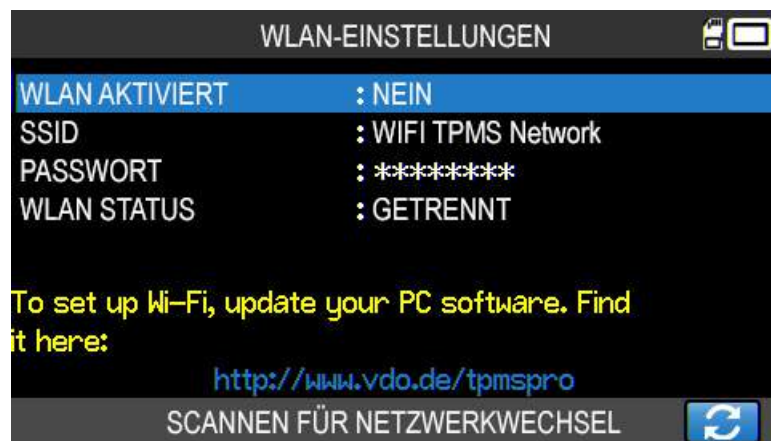 WLAN-EINSTELLUNGEN
WLAN AKTIVIERT : NEIN
SSID : WIFI TPMS Network
PASSWORT : ********
WLAN STATUS : GETRENNT
To set up Wi-Fi, update your PC software. Find
it here:
http://www.vdo.de/tpmspro
SCANNEN FÜR NETZWERKWECHSEL